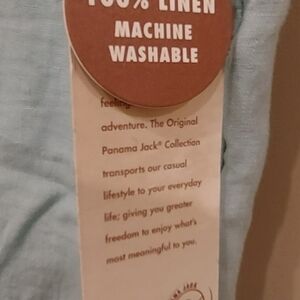 100% LINEN
MACHINE
WASHABLE
feeling
adventure. The Original
Panama Jack® Collection
transports our casual
lifestyle to your everyday
life; giving you greater
freedom to enjoy what's
most meaningful to you.
JACK